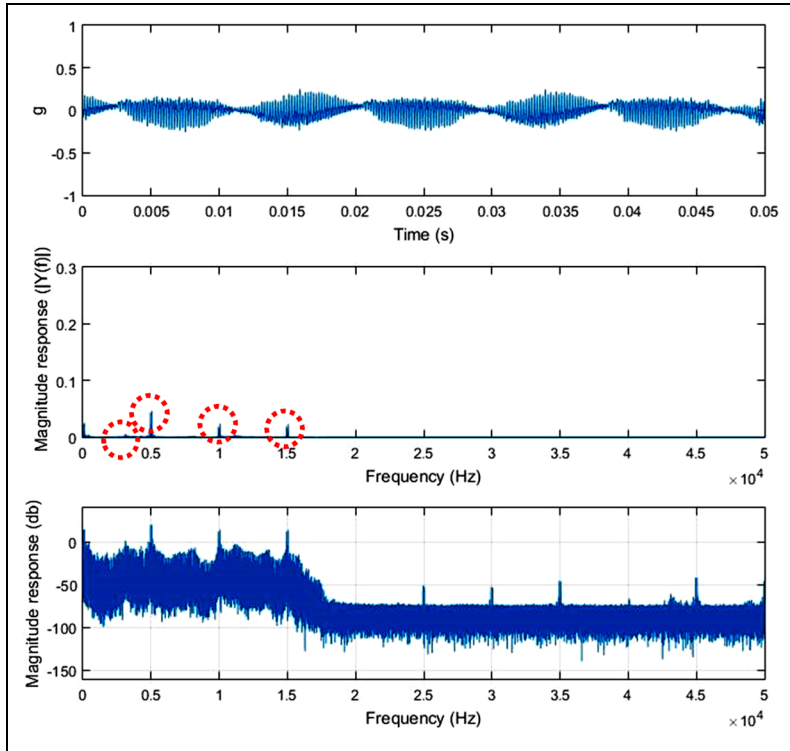 1
0.5
0
-0.5
-1
g
0 0.005 0.01 0.015 0.02 0.025 0.03 0.035 0.04 0.045 0.05
Time (s)
0.3
0.2
0.1
0
Magnitude response (|Y(f)|)
0 0.5 1 1.5 2 2.5 3 3.5 4 4.5 5
Frequency (Hz)
× 10⁴
0
-50
-100
-150
Magnitude response (db)
0 0.5 1 1.5 2 2.5 3 3.5 4 4.5 5
Frequency (Hz)
× 10⁴